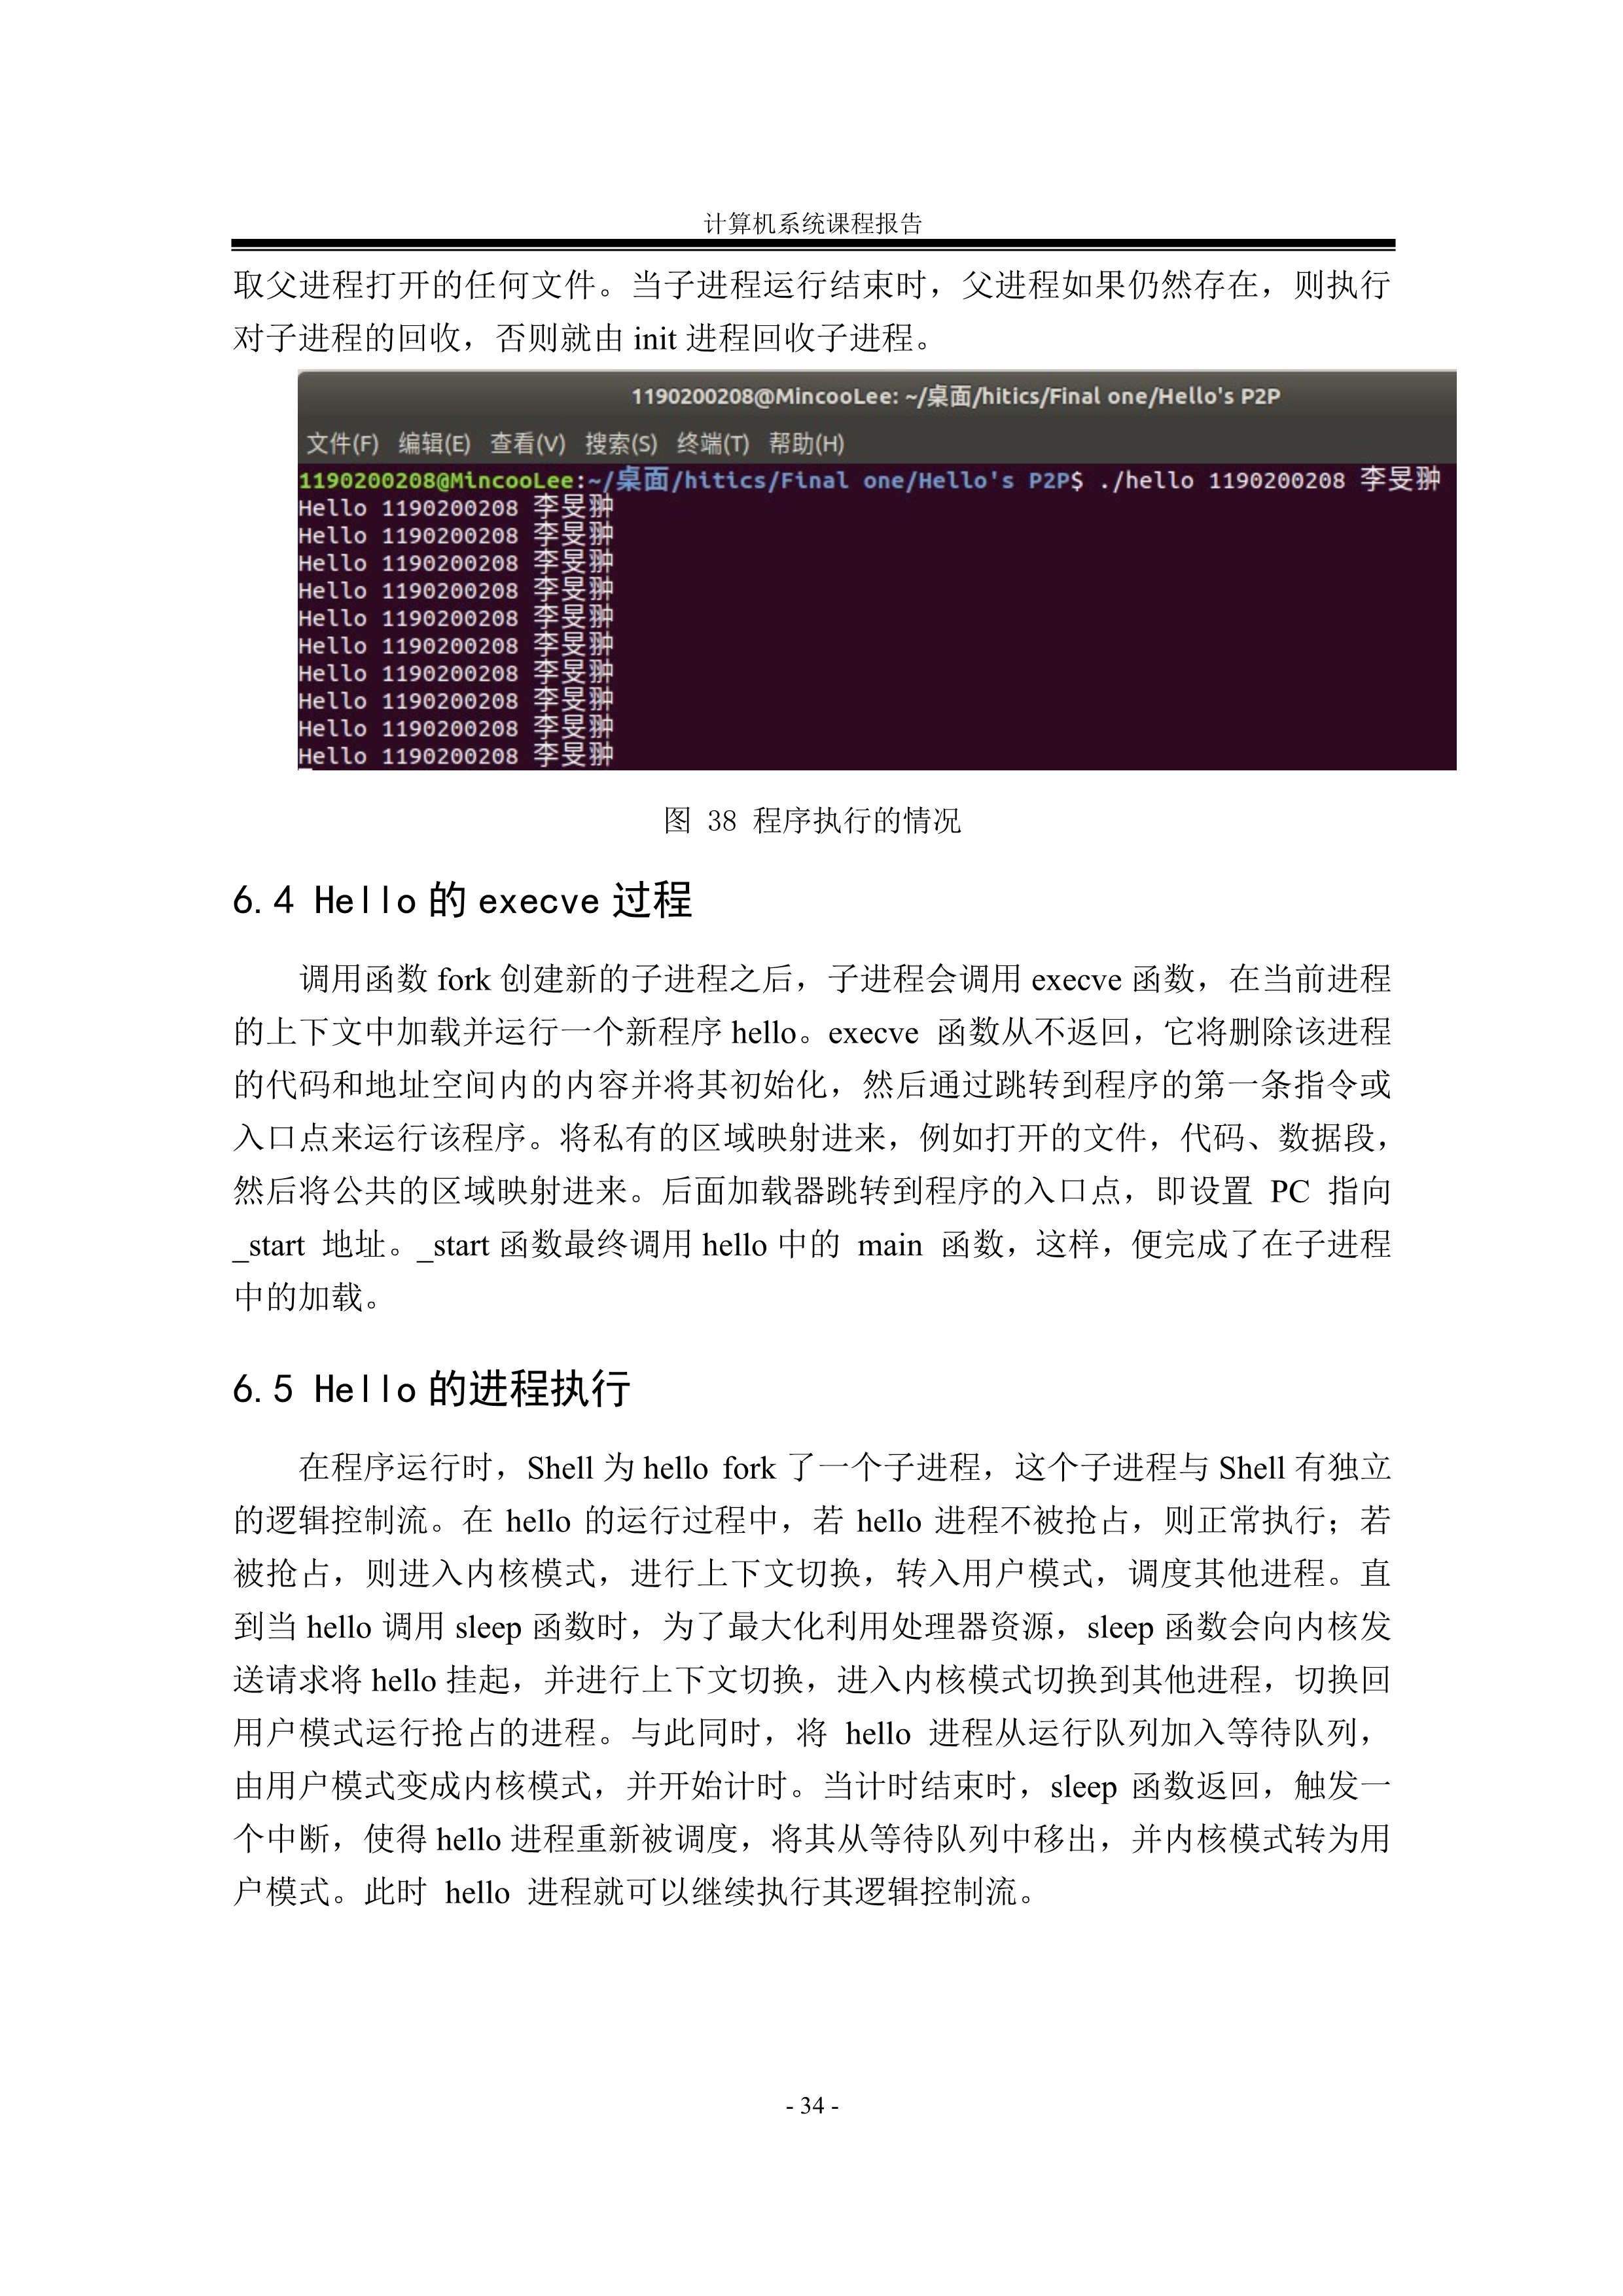 计算机系统课程报告
取父进程打开的任何文件。当子进程运行结束时，父进程如果仍然存在，则执行
对子进程的回收，否则就由 init 进程回收子进程。
1190200208@MincooLee: ~/桌面/hitics/Final one/Hello's P2P
文件(F) 编辑(E) 查看(V) 搜索(S) 终端(T) 帮助(H)
1190200208@MincooLee:~/桌面/hitics/Final one/Hello's P2P$ ./hello 1190200208 李旻翀
Hello 1190200208 李旻翀
Hello 1190200208 李旻翀
Hello 1190200208 李旻翀
Hello 1190200208 李旻翀
Hello 1190200208 李旻翀
Hello 1190200208 李旻翀
Hello 1190200208 李旻翀
Hello 1190200208 李旻翀
Hello 1190200208 李旻翀
Hello 1190200208 李旻翀
图 38 程序执行的情况
6.4 Hello 的 execve 过程
调用函数 fork 创建新的子进程之后，子进程会调用 execve 函数，在当前进程
的上下文中加载并运行一个新程序 hello。execve 函数从不返回，它将删除该进程
的代码和地址空间内的内容并将其初始化，然后通过跳转到程序的第一条指令或
入口点来运行该程序。将私有的区域映射进来，例如打开的文件，代码、数据段，
然后将公共的区域映射进来。后面加载器跳转到程序的入口点，即设置 PC 指向
_start 地址。_start 函数最终调用 hello 中的 main 函数，这样，便完成了在子进程
中的加载。
6.5 Hello 的进程执行
在程序运行时，Shell 为 hello fork 了一个子进程，这个子进程与 Shell 有独立
的逻辑控制流。在 hello 的运行过程中，若 hello 进程不被抢占，则正常执行；若
被抢占，则进入内核模式，进行上下文切换，转入用户模式，调度其他进程。直
到当 hello 调用 sleep 函数时，为了最大化利用处理器资源，sleep 函数会向内核发
送请求将 hello 挂起，并进行上下文切换，进入内核模式切换到其他进程，切换回
用户模式运行抢占的进程。与此同时，将 hello 进程从运行队列加入等待队列，
由用户模式变成内核模式，并开始计时。当计时结束时，sleep 函数返回，触发一
个中断，使得 hello 进程重新被调度，将其从等待队列中移出，并内核模式转为用
户模式。此时 hello 进程就可以继续执行其逻辑控制流。
- 34 -